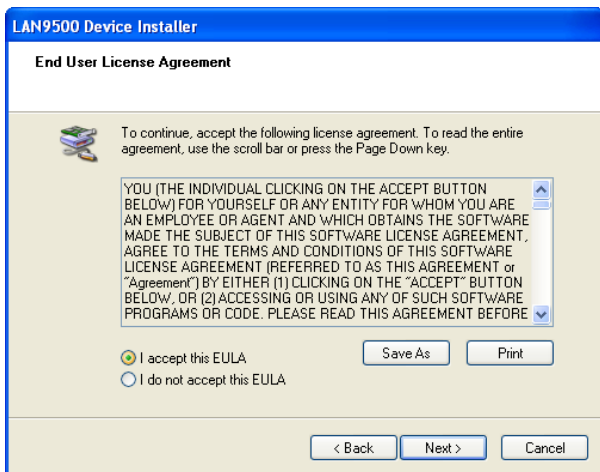 LAN9500 Device Installer
End User License Agreement
To continue, accept the following license agreement. To read the entire
agreement, use the scroll bar or press the Page Down key.
YOU (THE INDIVIDUAL CLICKING ON THE ACCEPT BUTTON
BELOW) FOR YOURSELF OR ANY ENTITY FOR WHOM YOU ARE
AN EMPLOYEE OR AGENT AND WHICH OBTAINS THE SOFTWARE
MADE THE SUBJECT OF THIS SOFTWARE LICENSE AGREEMENT,
AGREE TO THE TERMS AND CONDITIONS OF THIS SOFTWARE
LICENSE AGREEMENT (REFERRED TO AS THIS AGREEMENT or
"Agreement") BY EITHER (1) CLICKING ON THE "ACCEPT" BUTTON
BELOW, OR (2) ACCESSING OR USING ANY OF SUCH SOFTWARE
PROGRAMS OR CODE. PLEASE READ THIS AGREEMENT BEFORE
I accept this EULA
Save As
Print
I do not accept this EULA
< Back
Next >
Cancel